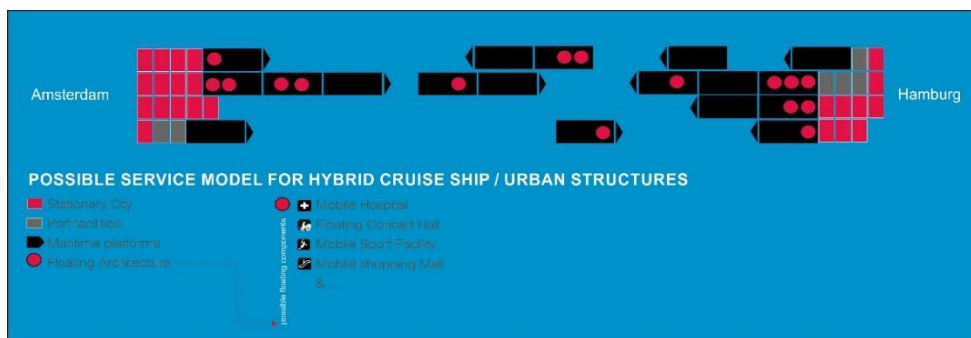 Amsterdam
Hamburg
POSSIBLE SERVICE MODEL FOR HYBRID CRUISE SHIP / URBAN STRUCTURES
Stationary City
Port facilities
Maritime platforms
Floating Architecture
possible floating components
Mobile Hospital
Floating Concert Hall
Mobile Sport Facility
Mobile shopping Mall
& ...